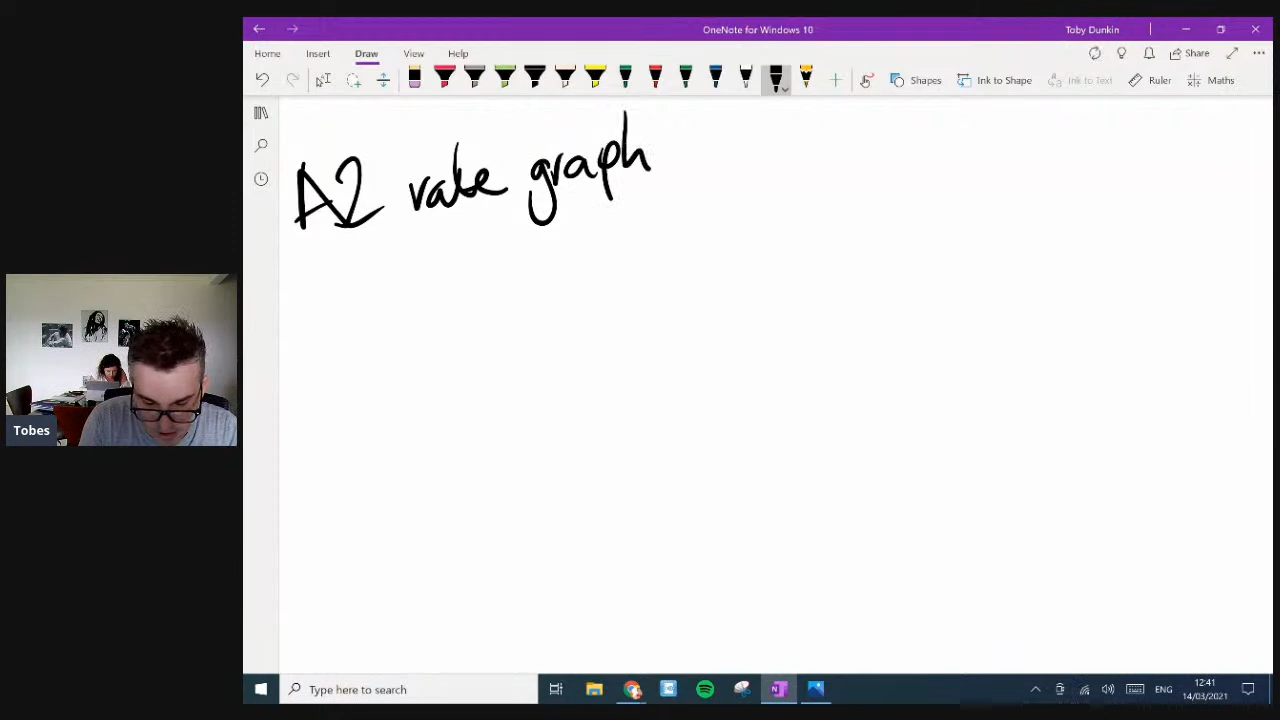 OneNote for Windows 10
Toby Dunkin
Home Insert Draw View Help
Share
Shapes
Ink to Shape
Ink to Text
Ruler
Maths
A2 rate graph
Tobes
Type here to search
ENG
12:41
14/03/2021